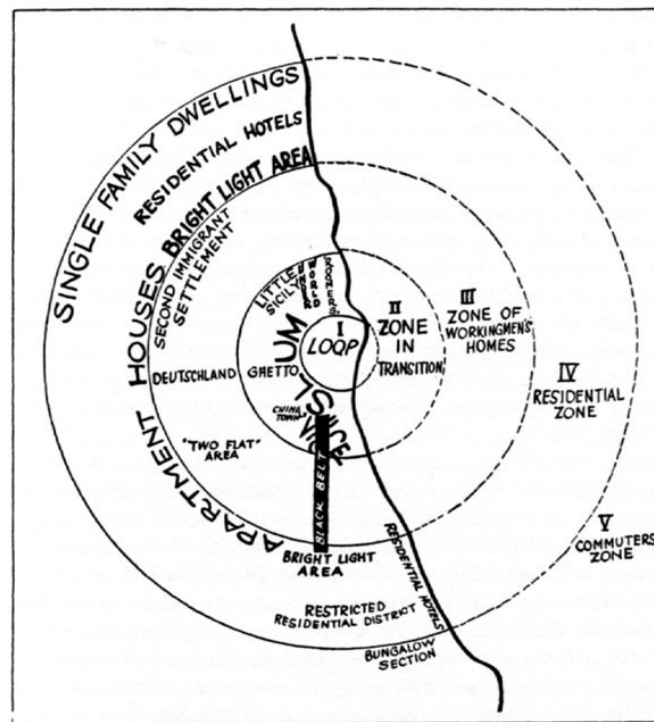 SINGLE FAMILY DWELLINGS
RESIDENTIAL HOTELS
BRIGHT LIGHT AREA
SECOND IMMIGRANT
SETTLEMENT
APARTMENT HOUSES
LITTLE
SICILY
UNDER
WORLD
ROOMERS
I
LOOP
SLUM
GHETTO
DEUTSCHLAND
CHINA
TOWN
VICE
"TWO FLAT"
AREA
BLACK BELT
BRIGHT LIGHT
AREA
II
ZONE
IN
TRANSITION
III
ZONE OF
WORKINGMEN'S
HOMES
IV
RESIDENTIAL
ZONE
V
COMMUTERS
ZONE
RESIDENTIAL HOTELS
RESTRICTED
RESIDENTIAL DISTRICT
BUNGALOW
SECTION